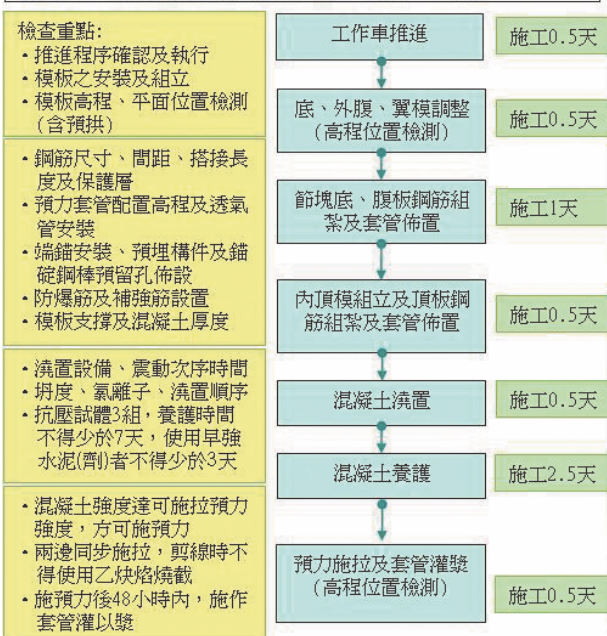 檢查重點:
・推進程序確認及執行
・模板之安裝及組立
・模板高程、平面位置檢測
(含預拱)
工作車推進
施工0.5天
底、外腹、翼模調整
(高程位置檢測)
施工0.5天
・鋼筋尺寸、間距、搭接長
度及保護層
・預力套管配置高程及透氣
管安裝
・端錨安裝、預埋構件及錨
碇鋼棒預留孔佈設
・防爆筋及補強筋設置
・模板支撐及混凝土厚度
節塊底、腹板鋼筋組
紮及套管佈置
施工1天
內頂模組立及頂板鋼
筋組紮及套管佈置
施工0.5天
・澆置設備、震動次序時間
・坍度、氯離子、澆置順序
・抗壓試體3組，養護時間
不得少於7天，使用早強
水泥(劑)者不得少於3天
混凝土澆置
施工0.5天
混凝土養護
施工2.5天
・混凝土強度達可施拉預力
強度，方可施預力
・兩邊同步施拉，剪線時不
得使用乙炔焰燒截
・施預力後48小時內，施作
套管灌以漿
預力施拉及套管灌漿
(高程位置檢測)
施工0.5天